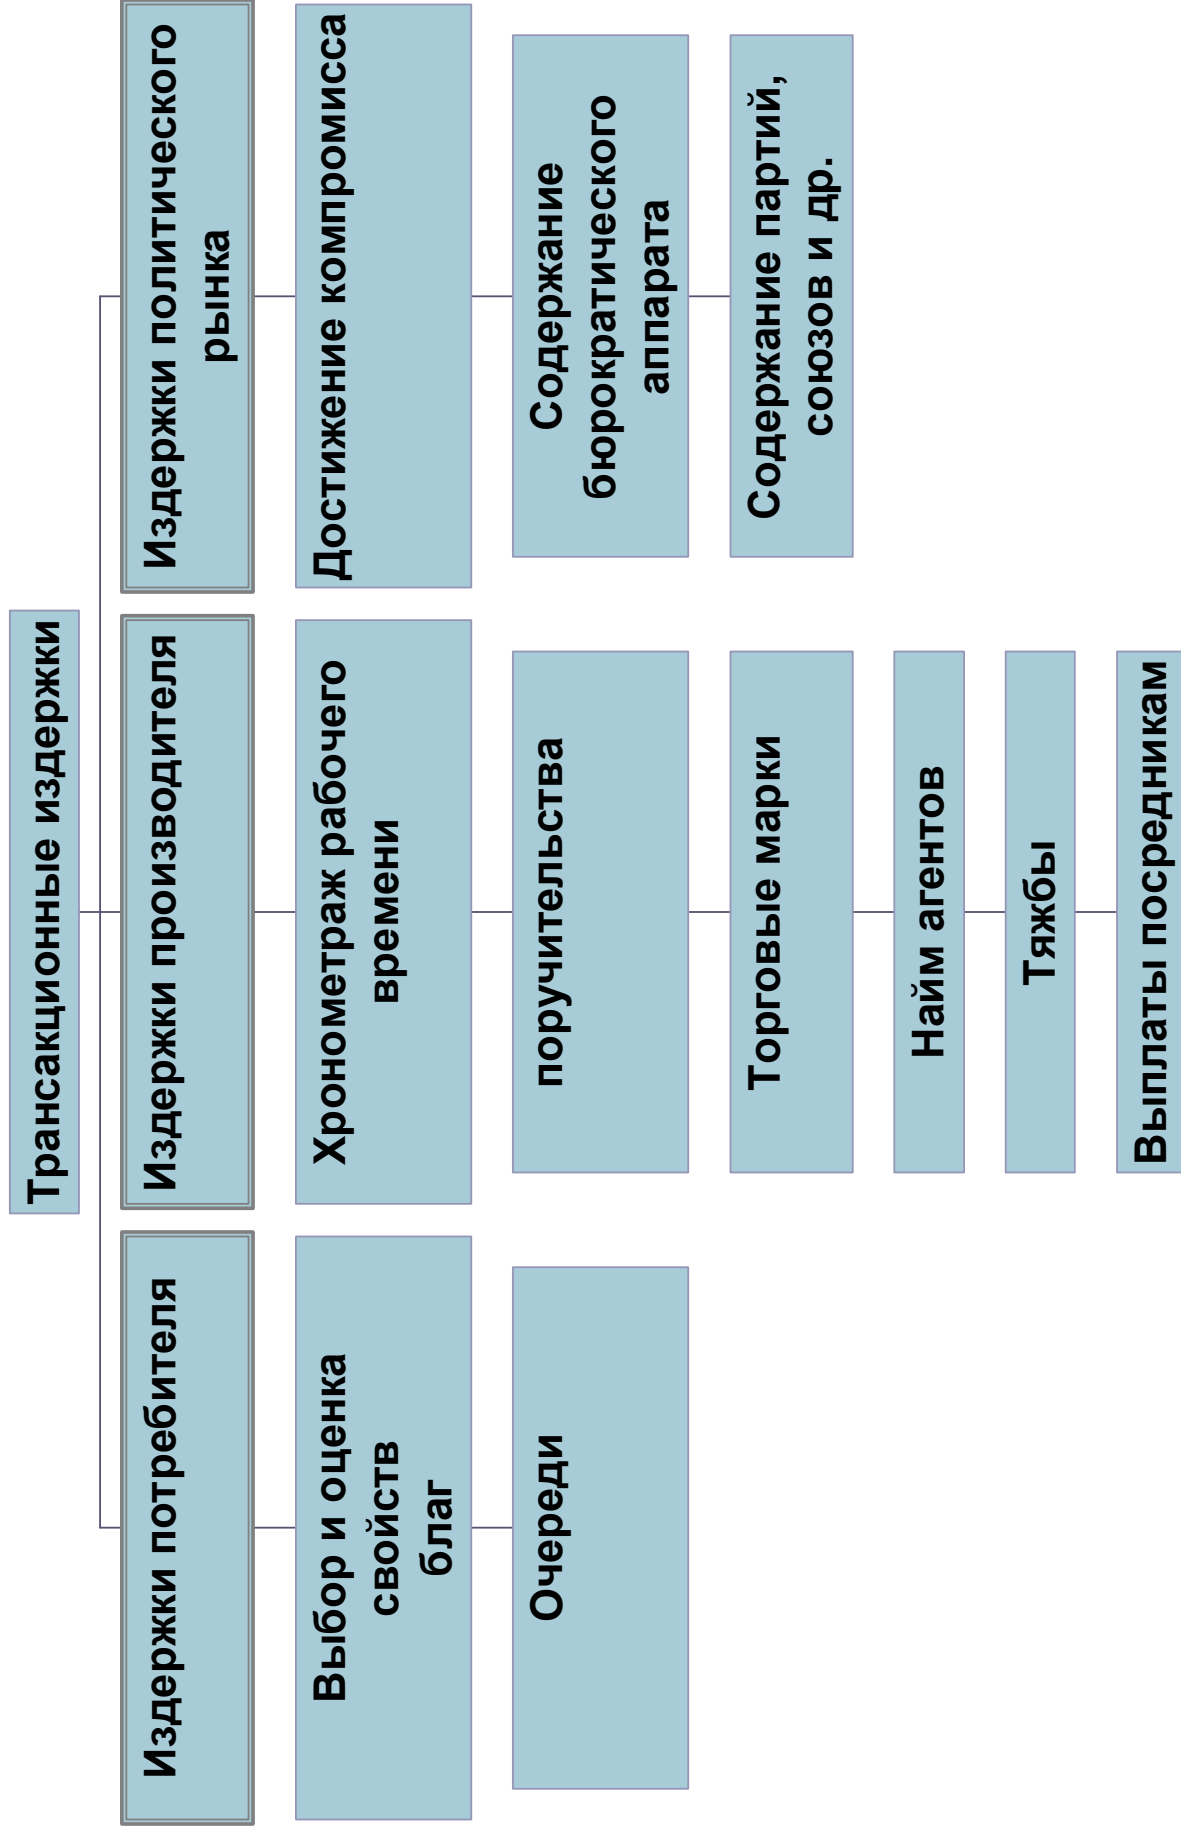 Трансакционные издержки
Издержки потребителя
Выбор и оценка
свойств
благ
Очереди
Издержки производителя
Хронометраж рабочего
времени
поручительства
Торговые марки
Найм агентов
Тяжбы
Выплаты посредникам
Издержки политического
рынка
Достижение компромисса
Содержание
бюрократического
аппарата
Содержание партий,
союзов и др.